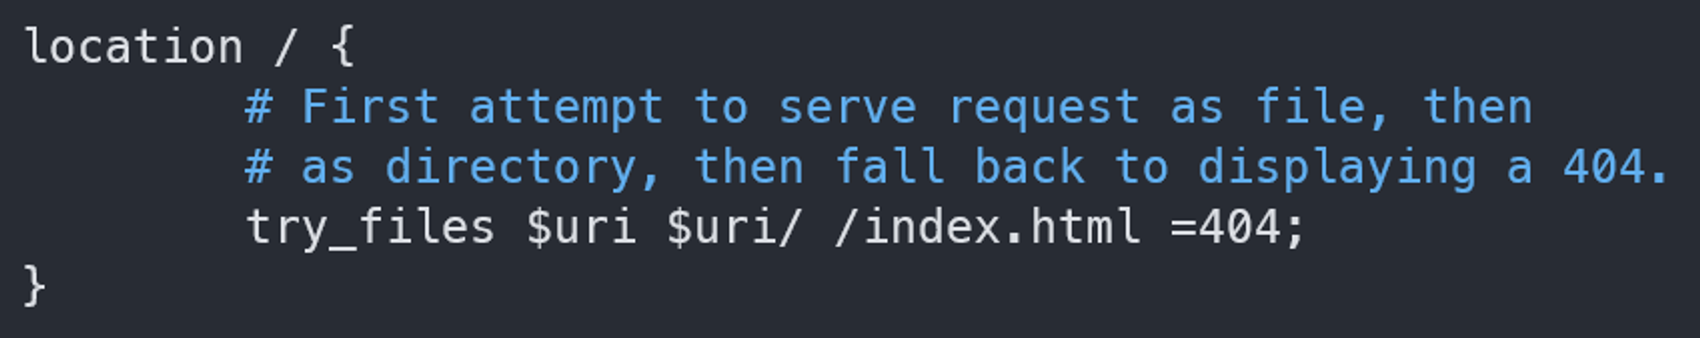 location / {
        # First attempt to serve request as file, then
        # as directory, then fall back to displaying a 404.
        try_files $uri $uri/ /index.html =404;
}